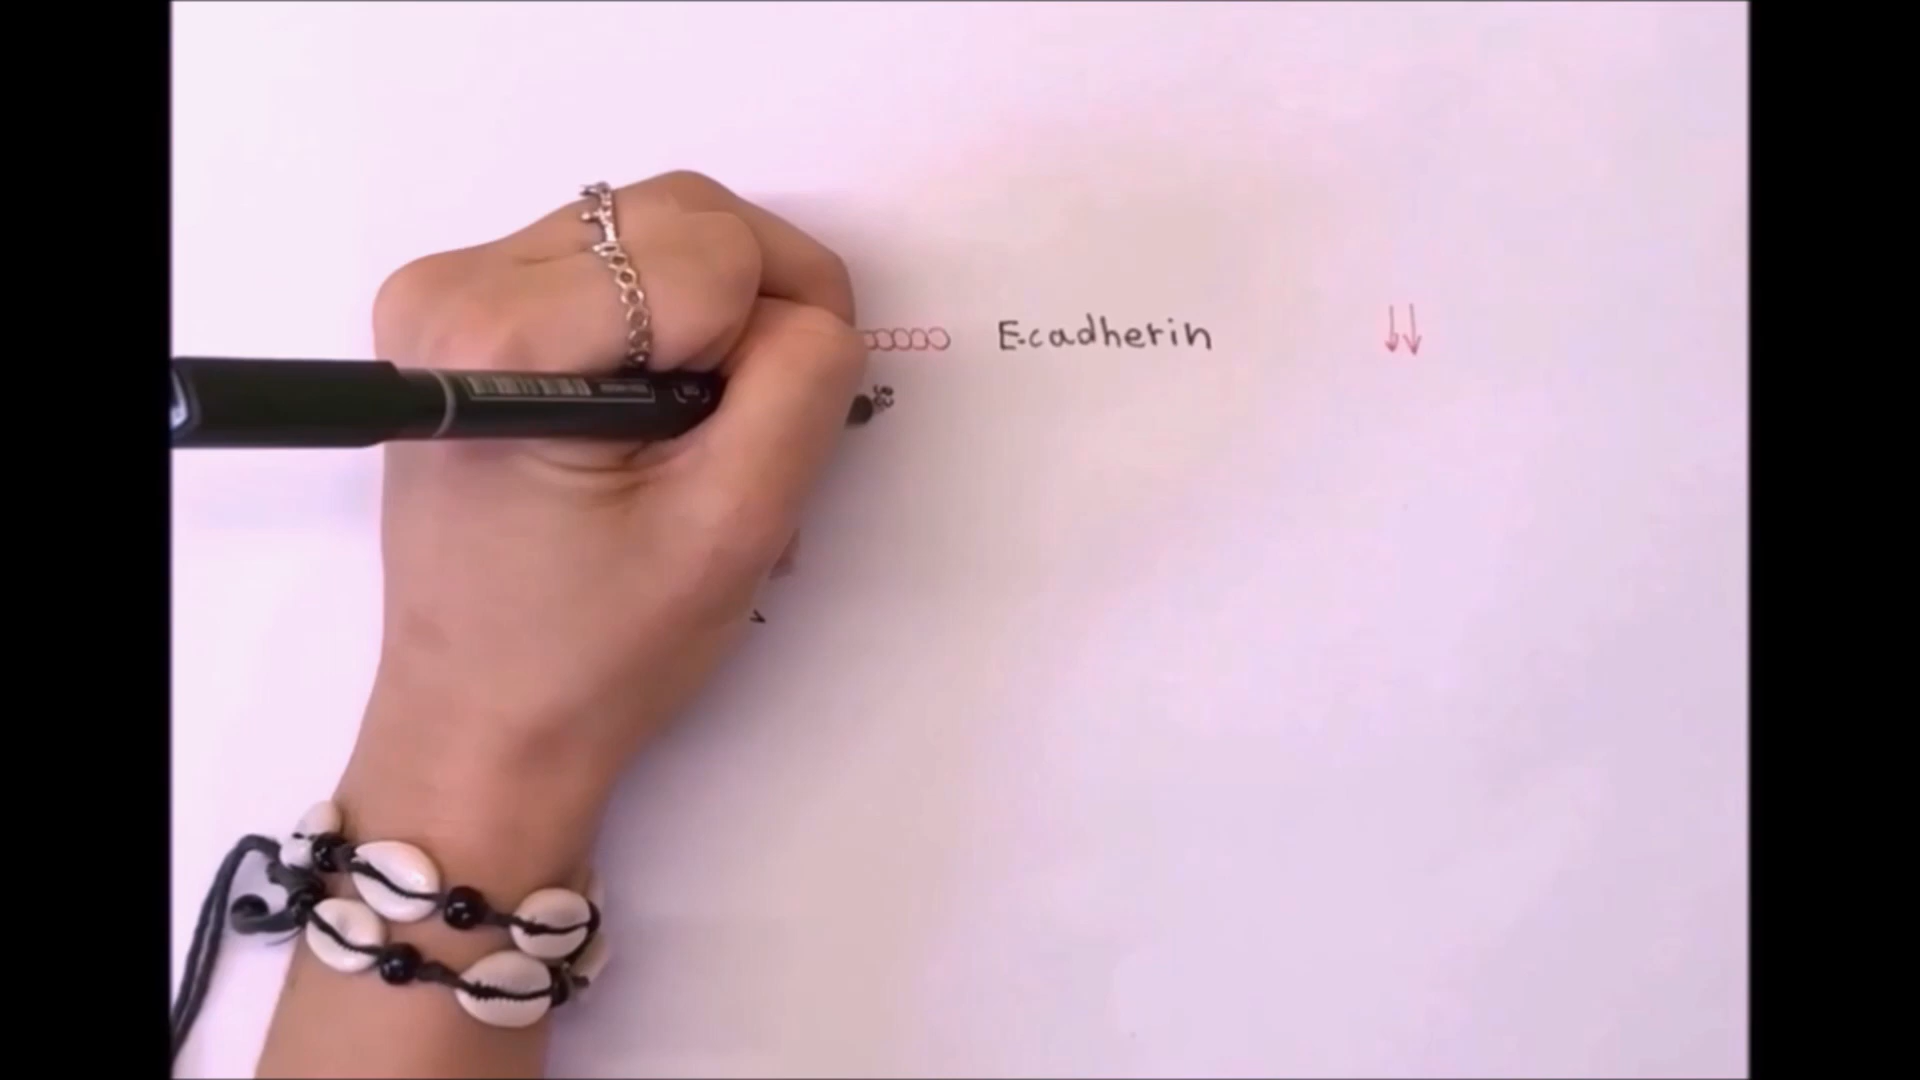 E-cadherin ↓↓